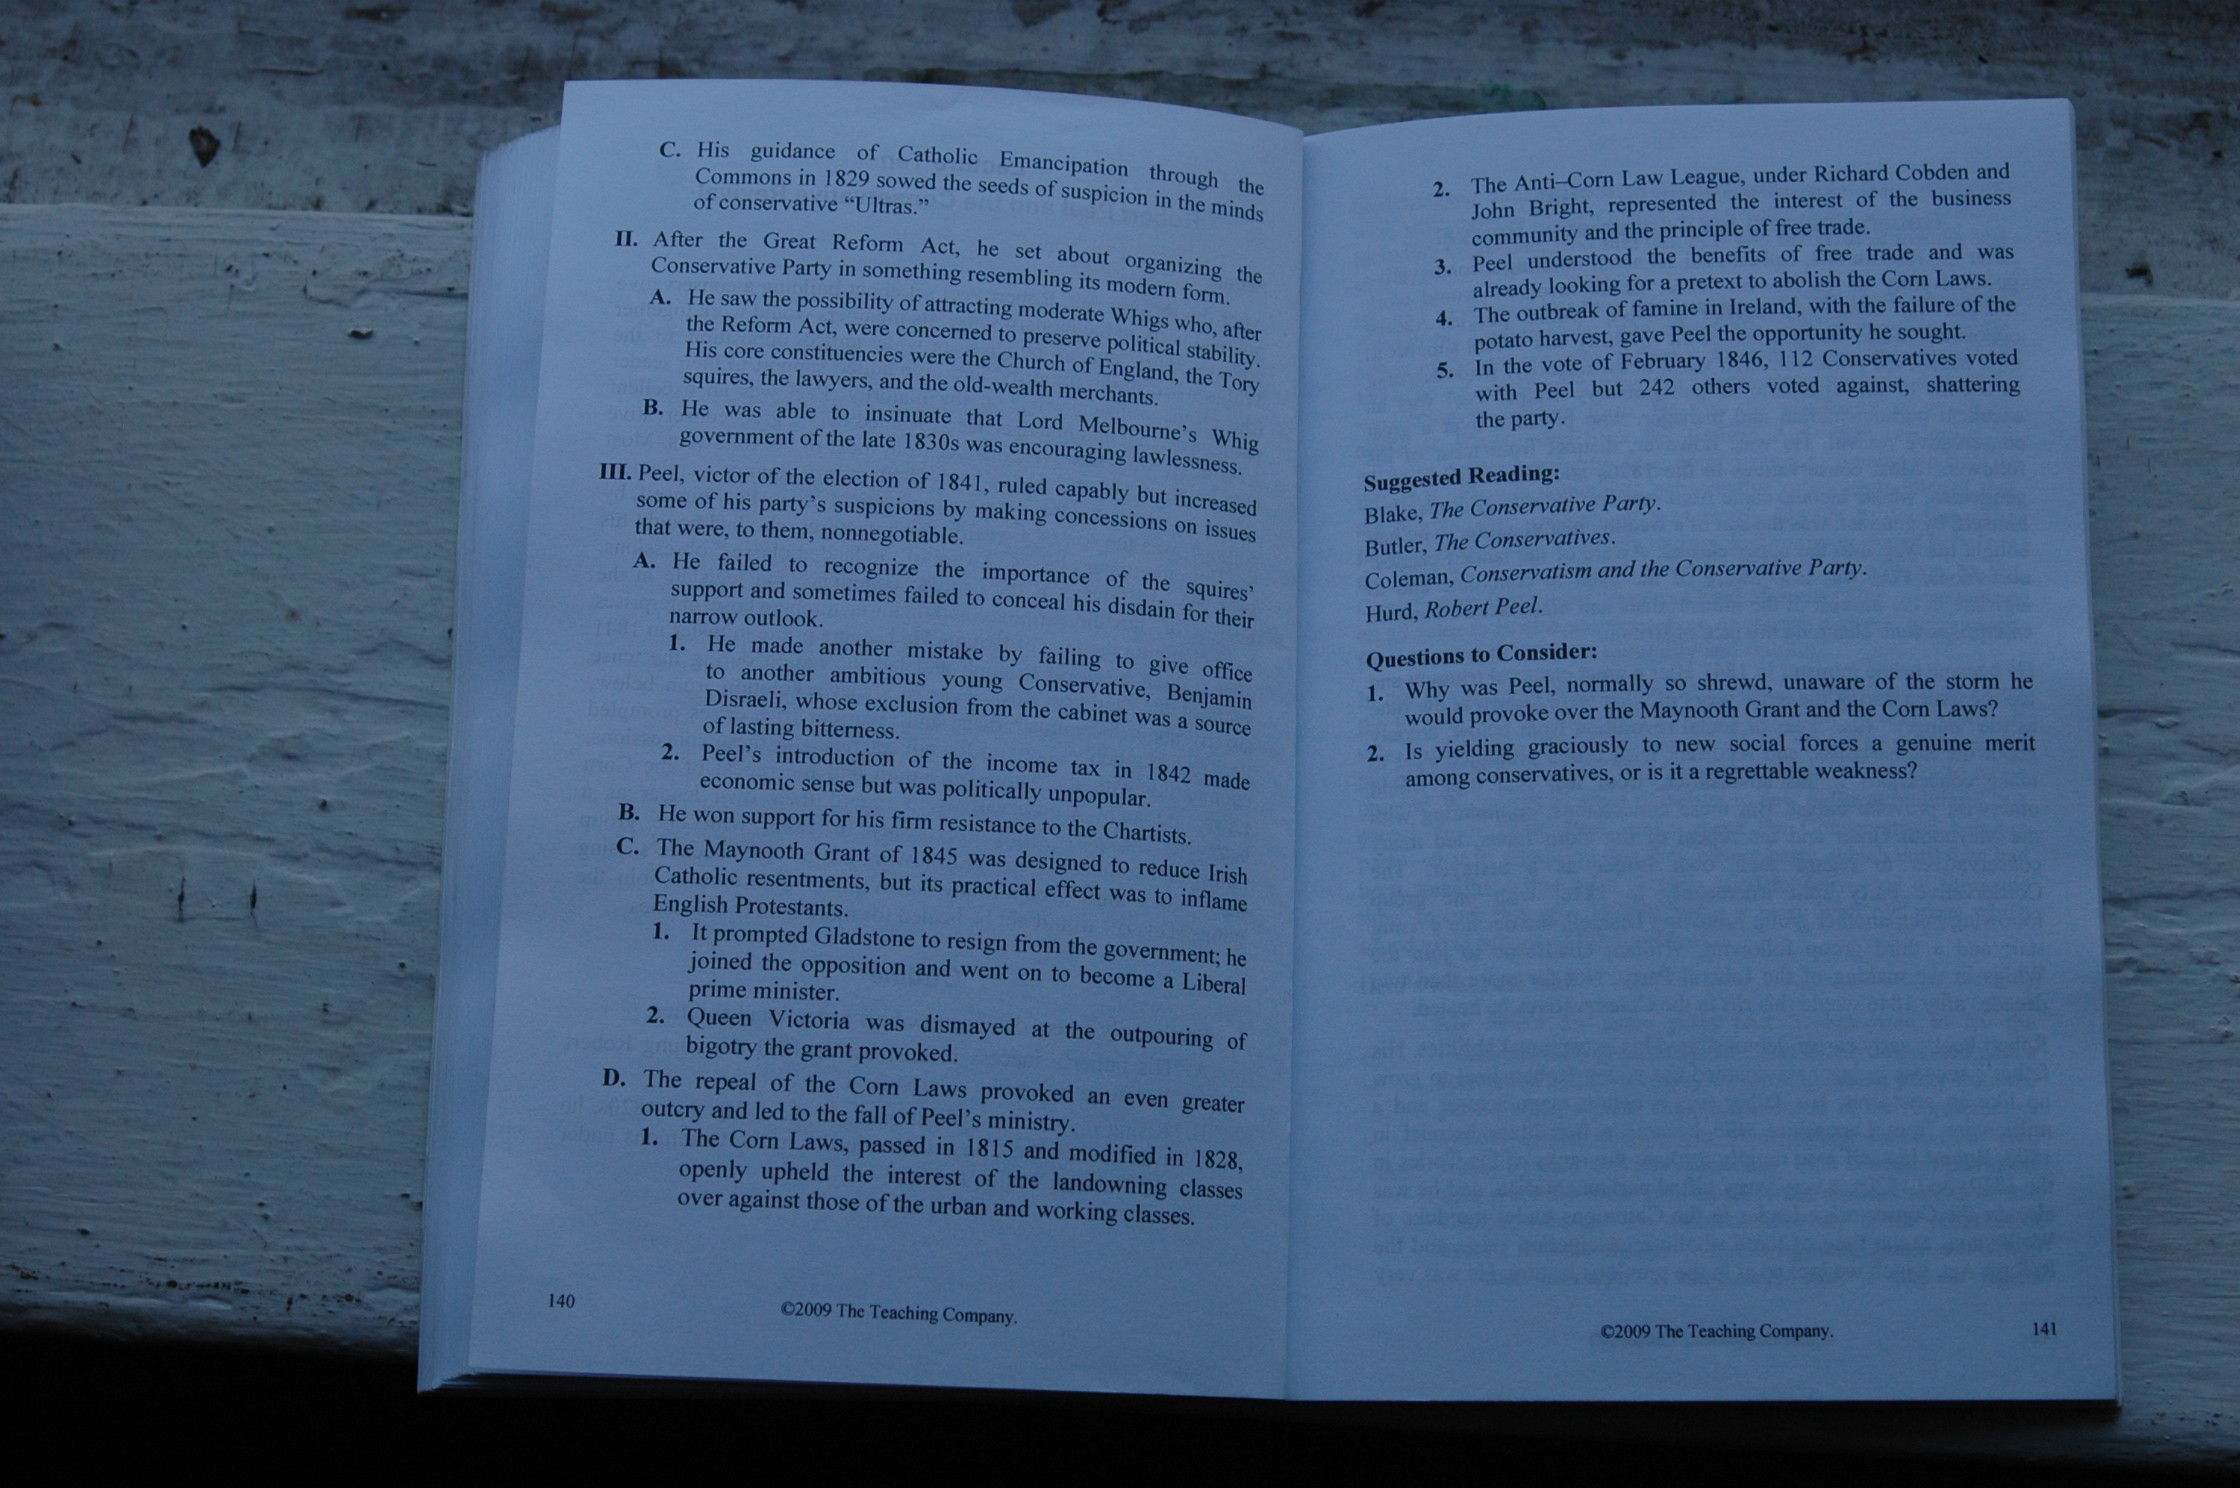 C. His guidance of Catholic Emancipation through the
Commons in 1829 sowed the seeds of suspicion in the minds
of conservative “Ultras.”
II. After the Great Reform Act, he set about organizing the
Conservative Party in something resembling its modern form.
A. He saw the possibility of attracting moderate Whigs who, after
the Reform Act, were concerned to preserve political stability.
His core constituencies were the Church of England, the Tory
squires, the lawyers, and the old-wealth merchants.
B. He was able to insinuate that Lord Melbourne’s Whig
government of the late 1830s was encouraging lawlessness.
III. Peel, victor of the election of 1841, ruled capably but increased
some of his party’s suspicions by making concessions on issues
that were, to them, nonnegotiable.
A. He failed to recognize the importance of the squires’
support and sometimes failed to conceal his disdain for their
narrow outlook.
1. He made another mistake by failing to give office
to another ambitious young Conservative, Benjamin
Disraeli, whose exclusion from the cabinet was a source
of lasting bitterness.
2. Peel’s introduction of the income tax in 1842 made
economic sense but was politically unpopular.
B. He won support for his firm resistance to the Chartists.
C. The Maynooth Grant of 1845 was designed to reduce Irish
Catholic resentments, but its practical effect was to inflame
English Protestants.
1. It prompted Gladstone to resign from the government; he
joined the opposition and went on to become a Liberal
prime minister.
2. Queen Victoria was dismayed at the outpouring of
bigotry the grant provoked.
D. The repeal of the Corn Laws provoked an even greater
outcry and led to the fall of Peel’s ministry.
1. The Corn Laws, passed in 1815 and modified in 1828,
openly upheld the interest of the landowning classes
over against those of the urban and working classes.
140
©2009 The Teaching Company.
2. The Anti–Corn Law League, under Richard Cobden and
John Bright, represented the interest of the business
community and the principle of free trade.
3. Peel understood the benefits of free trade and was
already looking for a pretext to abolish the Corn Laws.
4. The outbreak of famine in Ireland, with the failure of the
potato harvest, gave Peel the opportunity he sought.
5. In the vote of February 1846, 112 Conservatives voted
with Peel but 242 others voted against, shattering
the party.
Suggested Reading:
Blake, The Conservative Party.
Butler, The Conservatives.
Coleman, Conservatism and the Conservative Party.
Hurd, Robert Peel.
Questions to Consider:
1. Why was Peel, normally so shrewd, unaware of the storm he
would provoke over the Maynooth Grant and the Corn Laws?
2. Is yielding graciously to new social forces a genuine merit
among conservatives, or is it a regrettable weakness?
©2009 The Teaching Company.
141